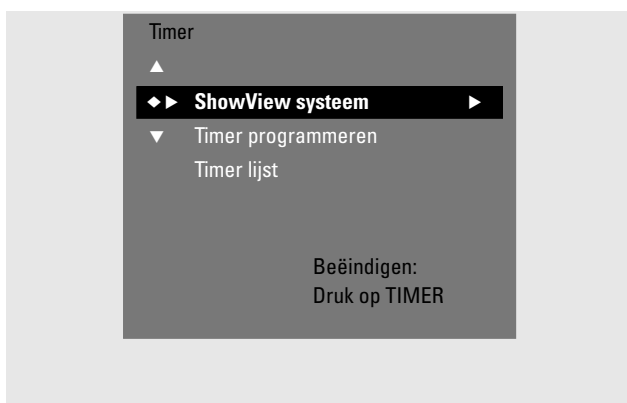 Timer
ShowView systeem
Timer programmeren
Timer lijst
Beëindigen:
Druk op TIMER